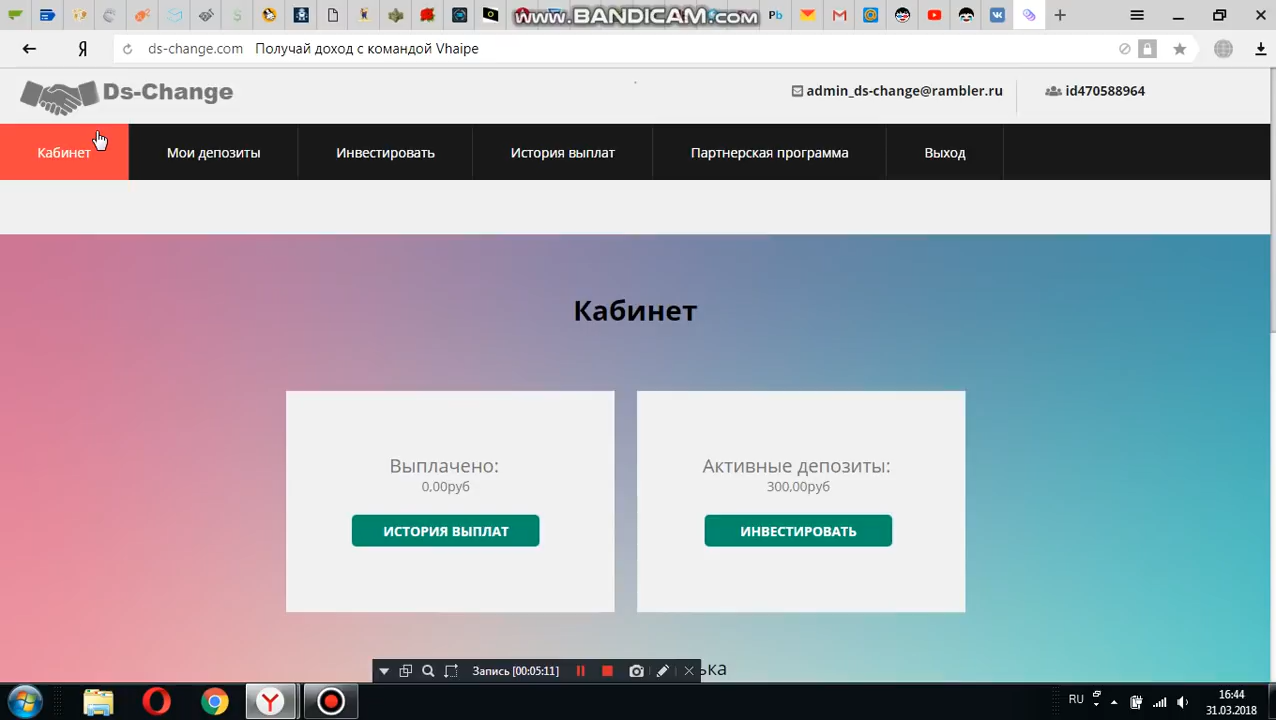 www.BANDICAM.com
Pb
Я
ds-change.com Получай доход с командой Vhaipe
Ds-Change
admin_ds-change@rambler.ru
id470588964
Кабинет
Мои депозиты
Инвестировать
История выплат
Партнерская программа
Выход
Кабинет
Выплачено:
0,00руб
ИСТОРИЯ ВЫПЛАТ
Активные депозиты:
300,00руб
ИНВЕСТИРОВАТЬ
Запись [00:05:11]
RU
16:44
31.03.2018